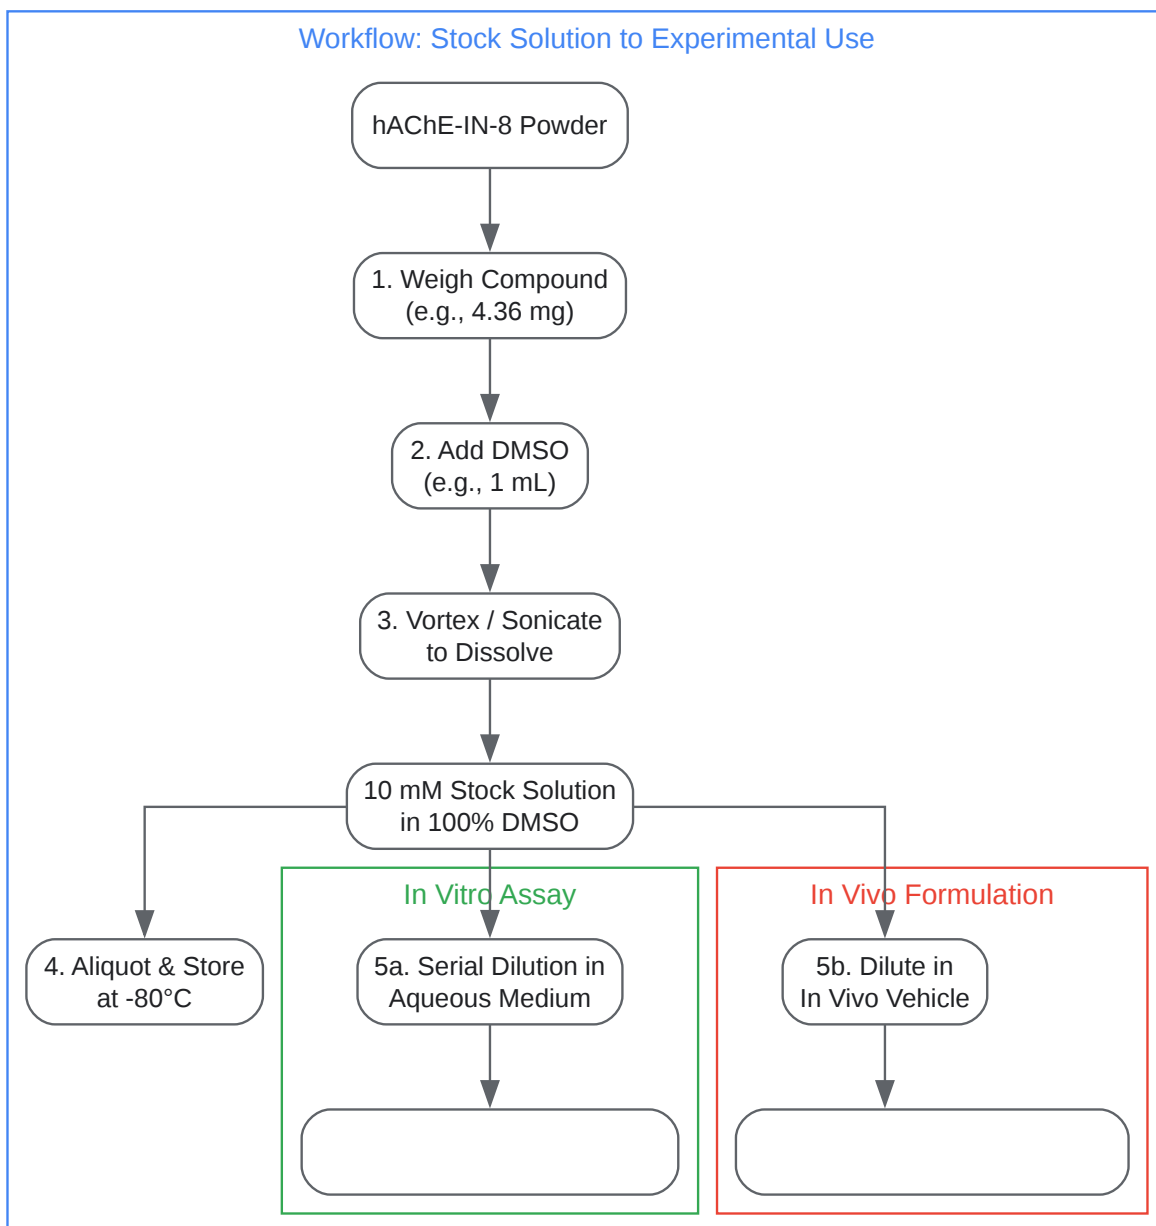 Workflow: Stock Solution to Experimental Use
hAChE-IN-8 Powder
1. Weigh Compound
(e.g., 4.36 mg)
2. Add DMSO
(e.g., 1 mL)
3. Vortex / Sonicate
to Dissolve
10 mM Stock Solution
in 100% DMSO
In Vitro Assay
In Vivo Formulation
4. Aliquot & Store
at -80°C
5a. Serial Dilution in
Aqueous Medium
5b. Dilute in
In Vivo Vehicle